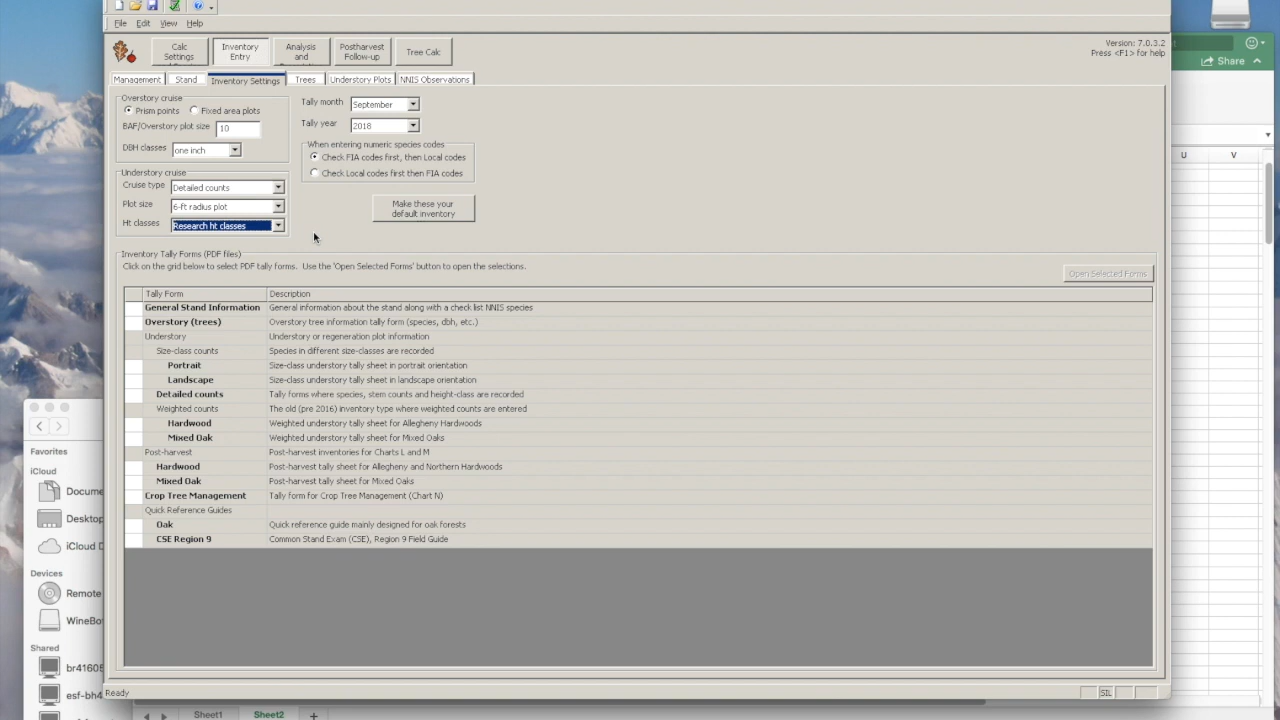 File Edit View Help
Calc Settings
Inventory Entry
Analysis and
Postharvest Follow-up
Tree Calc
Version: 7.0.3.2
Press <F1> for help
Share
Management Stand Inventory Settings Trees Understory Plots NNIS Observations
Overstory cruise
Prism points Fixed area plots
BAF/Overstory plot size 10
DBH classes one inch
Tally month September
Tally year 2018
When entering numeric species codes
Check FIA codes first, then Local codes
Check Local codes first then FIA codes
Understory cruise
Cruise type Detailed counts
Plot size 6-ft radius plot
Ht classes Research ht classes
Make these your
default inventory
U V
Inventory Tally Forms (PDF files)
Click on the grid below to select PDF tally forms. Use the 'Open Selected Forms' button to open the selections.
Open Selected Forms
Tally Form Description
General Stand Information General information about the stand along with a check list NNIS species
Overstory (trees) Overstory tree information tally form (species, dbh, etc.)
Understory Understory or regeneration plot information
Size-class counts Species in different size-classes are recorded
Portrait Size-class understory tally sheet in portrait orientation
Landscape Size-class understory tally sheet in landscape orientation
Detailed counts Tally forms where species, stem counts and height-class are recorded
Weighted counts The old (pre 2016) inventory type where weighted counts are entered
Hardwood Weighted understory tally sheet for Allegheny Hardwoods
Mixed Oak Weighted understory tally sheet for Mixed Oaks
Post-harvest Post-harvest inventories for Charts L and M
Hardwood Post-harvest tally sheet for Allegheny and Northern Hardwoods
Mixed Oak Post-harvest tally sheet for Mixed Oaks
Crop Tree Management Tally form for Crop Tree Management (Chart N)
Quick Reference Guides
Oak Quick reference guide mainly designed for oak forests
CSE Region 9 Common Stand Exam (CSE), Region 9 Field Guide
Favorites
iCloud
Docume
Desktop
iCloud D
Devices
Remote
WineBo
Shared
br41605
esf-bh4
Ready
SIL
Sheet1 Sheet2 +